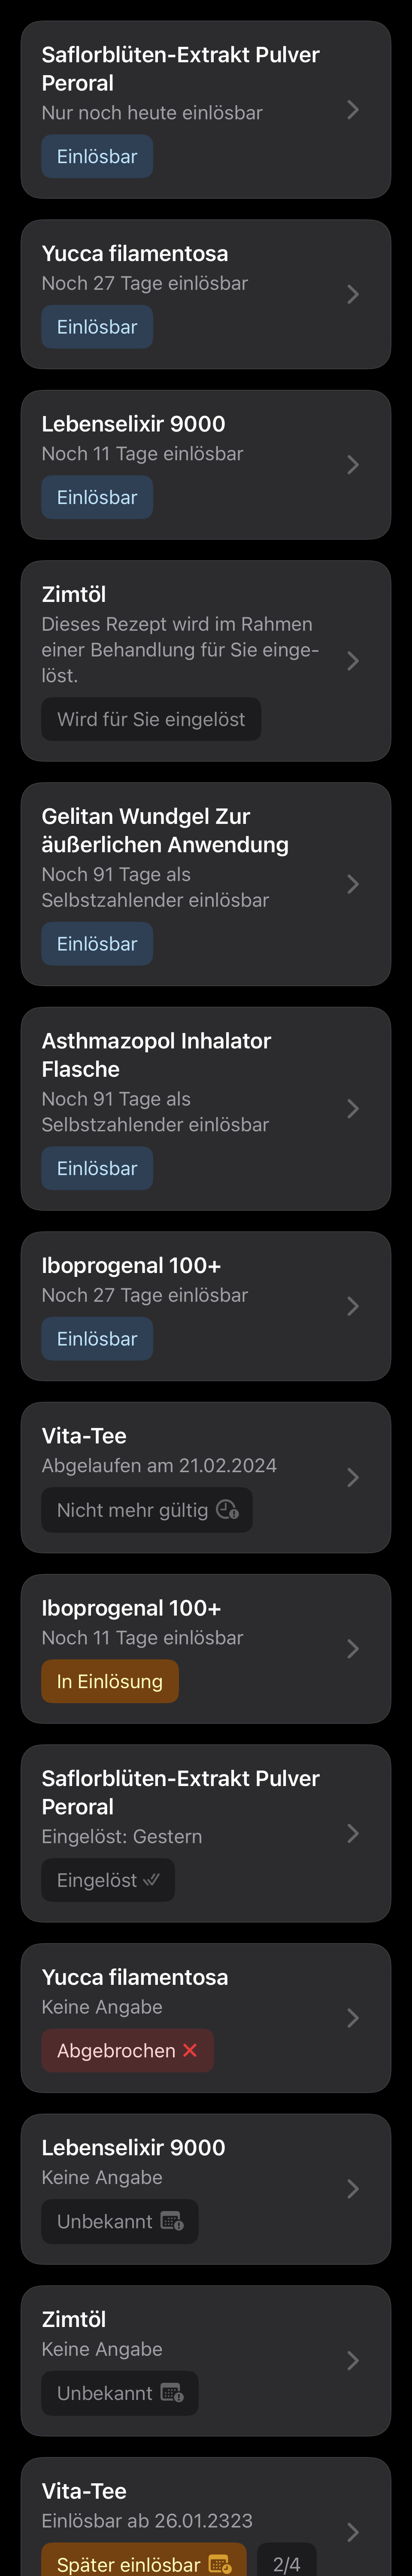 Saflorblüten-Extrakt Pulver
Peroral
Nur noch heute einlösbar
Einlösbar
Yucca filamentosa
Noch 27 Tage einlösbar
Einlösbar
Lebenselixir 9000
Noch 11 Tage einlösbar
Einlösbar
Zimtöl
Dieses Rezept wird im Rahmen
einer Behandlung für Sie einge-
löst.
Wird für Sie eingelöst
Gelitan Wundgel Zur
äußerlichen Anwendung
Noch 91 Tage als
Selbstzahlender einlösbar
Einlösbar
Asthmazopol Inhalator
Flasche
Noch 91 Tage als
Selbstzahlender einlösbar
Einlösbar
Iboprogenal 100+
Noch 27 Tage einlösbar
Einlösbar
Vita-Tee
Abgelaufen am 21.02.2024
Nicht mehr gültig
Iboprogenal 100+
Noch 11 Tage einlösbar
In Einlösung
Saflorblüten-Extrakt Pulver
Peroral
Eingelöst: Gestern
Eingelöst
Yucca filamentosa
Keine Angabe
Abgebrochen
Lebenselixir 9000
Keine Angabe
Unbekannt
Zimtöl
Keine Angabe
Unbekannt
Vita-Tee
Einlösbar ab 26.01.2323
Später einlösbar 2/4